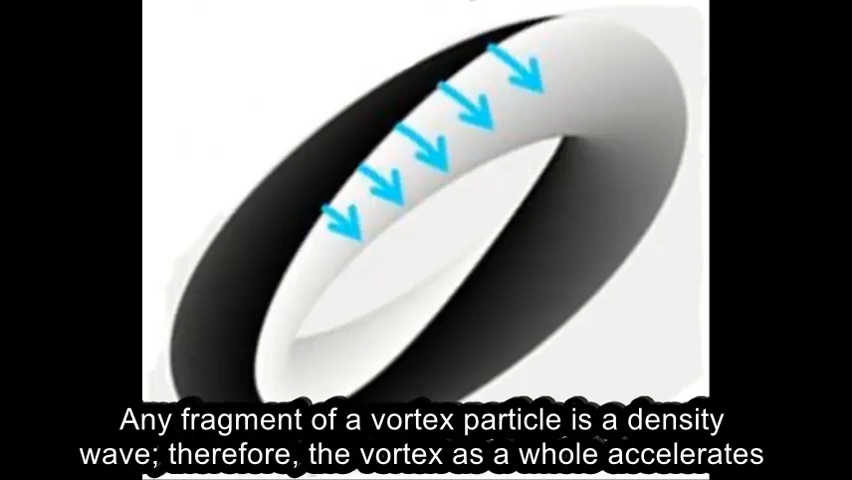 Any fragment of a vortex particle is a density
wave; therefore, the vortex as a whole accelerates